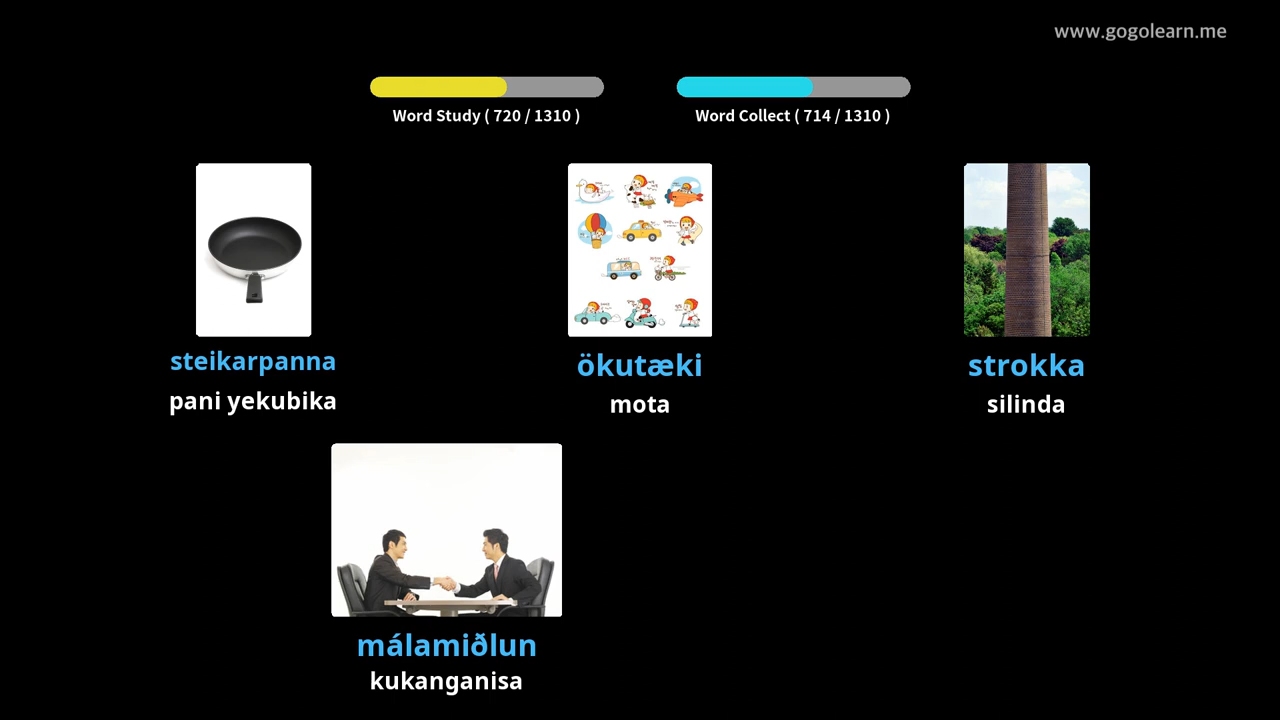 www.gogolearn.me
Word Study ( 720 / 1310 )
Word Collect ( 714 / 1310 )
steikarpanna
pani yekubika
ökutæki
mota
strokka
silinda
málamiðlun
kukanganisa